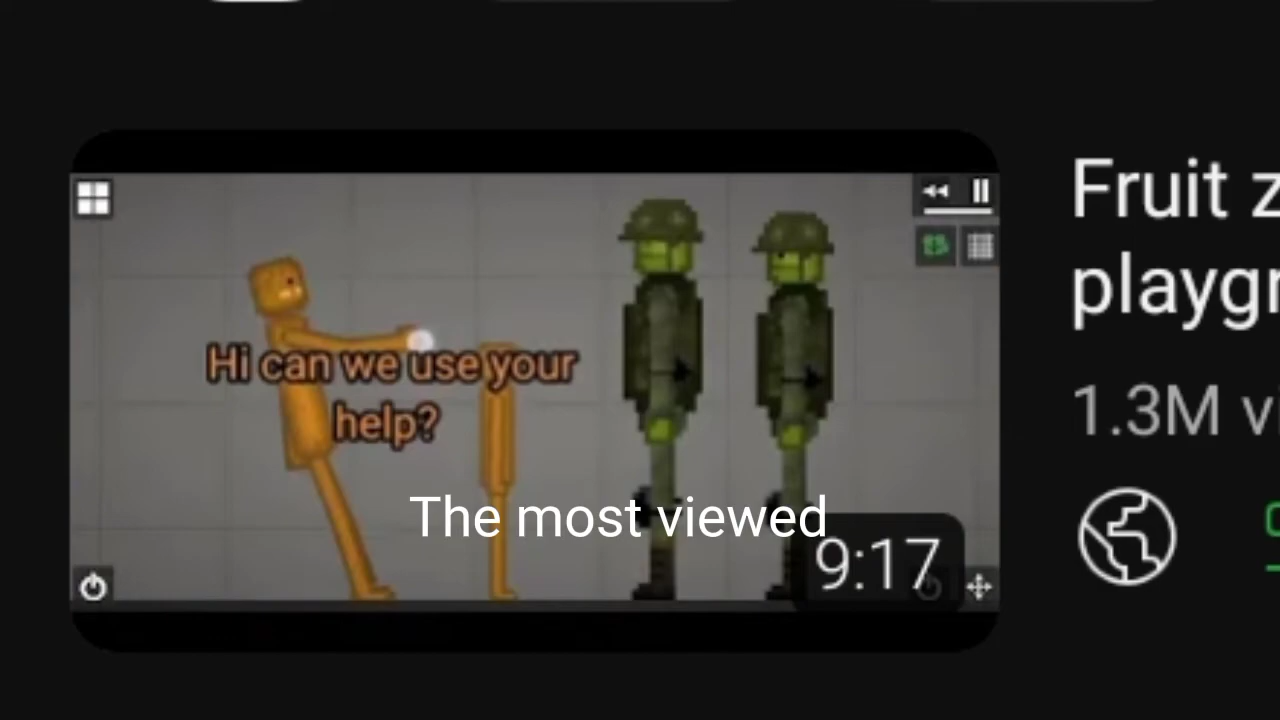 Hi can we use your
help?
The most viewed
9:17
Fruit z
playgr
1.3M vi